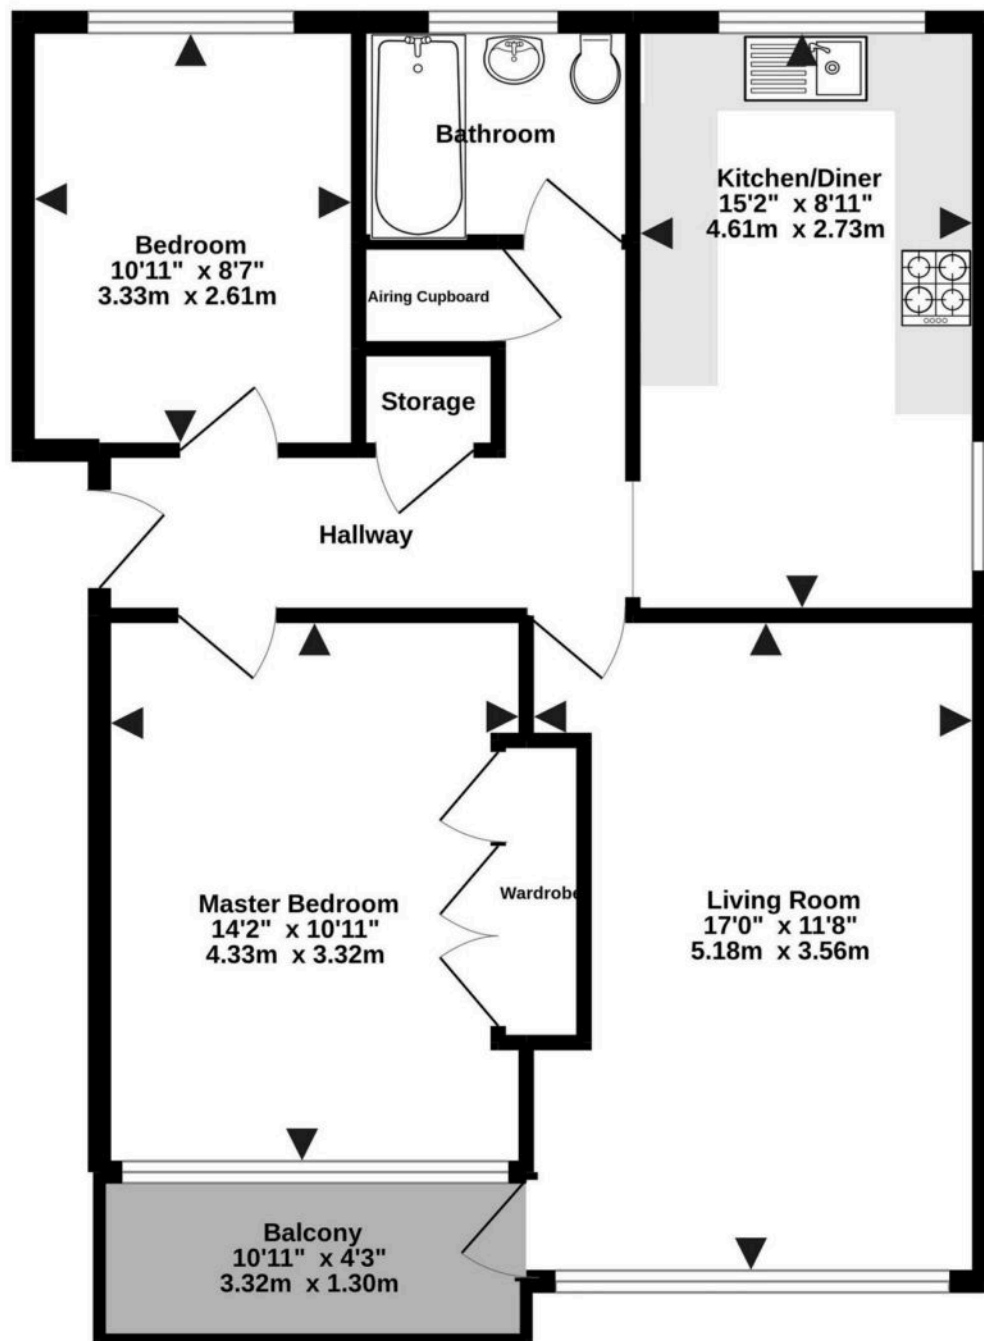 Bathroom
Kitchen/Diner
15'2" x 8'11"
4.61m x 2.73m
Bedroom
10'11" x 8'7"
3.33m x 2.61m
Airing Cupboard
Storage
Hallway
Master Bedroom
14'2" x 10'11"
4.33m x 3.32m
Wardrobe
Living Room
17'0" x 11'8"
5.18m x 3.56m
Balcony
10'11" x 4'3"
3.32m x 1.30m